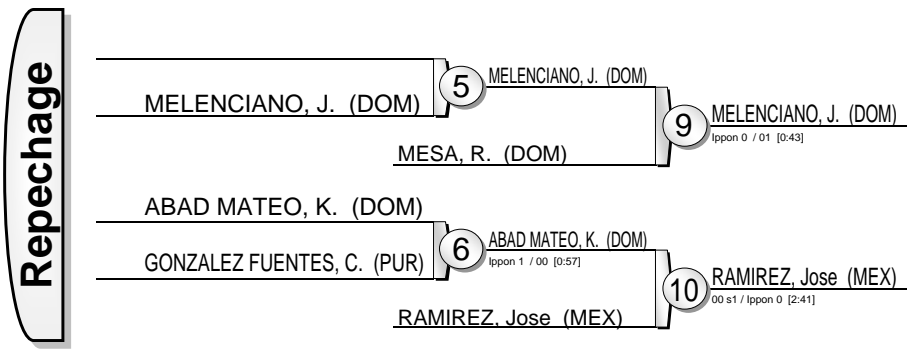 Repechage
MELENCIANO, J. (DOM)
5
MELENCIANO, J. (DOM)
MESA, R. (DOM)
9
MELENCIANO, J. (DOM)
Ippon 0 / 01 [0:43]
ABAD MATEO, K. (DOM)
GONZALEZ FUENTES, C. (PUR)
6
ABAD MATEO, K. (DOM)
Ippon 1 / 00 [0:57]
RAMIREZ, Jose (MEX)
10
RAMIREZ, Jose (MEX)
00 s1 / Ippon 0 [2:41]